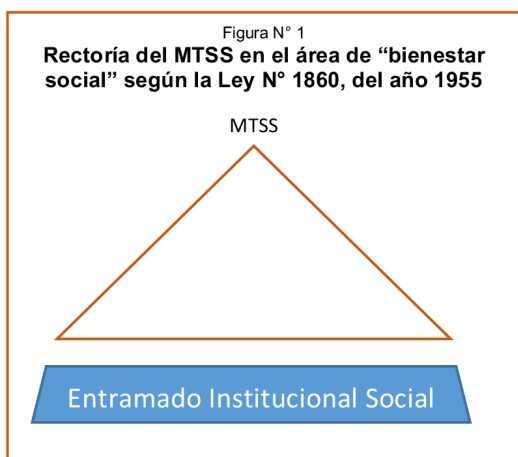 Figura N° 1
Rectoría del MTSS en el área de “bienestar
social” según la Ley N° 1860, del año 1955
MTSS
Entramado Institucional Social